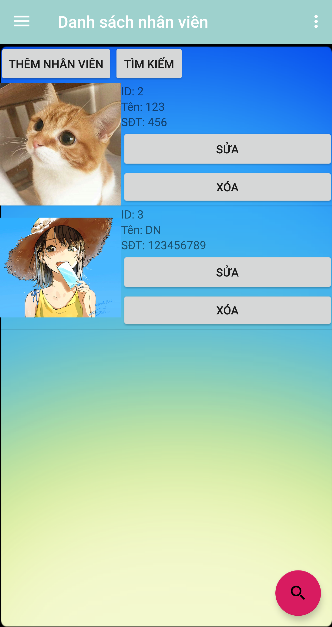 Danh sách nhân viên
THÊM NHÂN VIÊN TÌM KIẾM
ID: 2
Tên: 123
SĐT: 456
SỬA
XÓA
ID: 3
Tên: DN
SĐT: 123456789
SỬA
XÓA